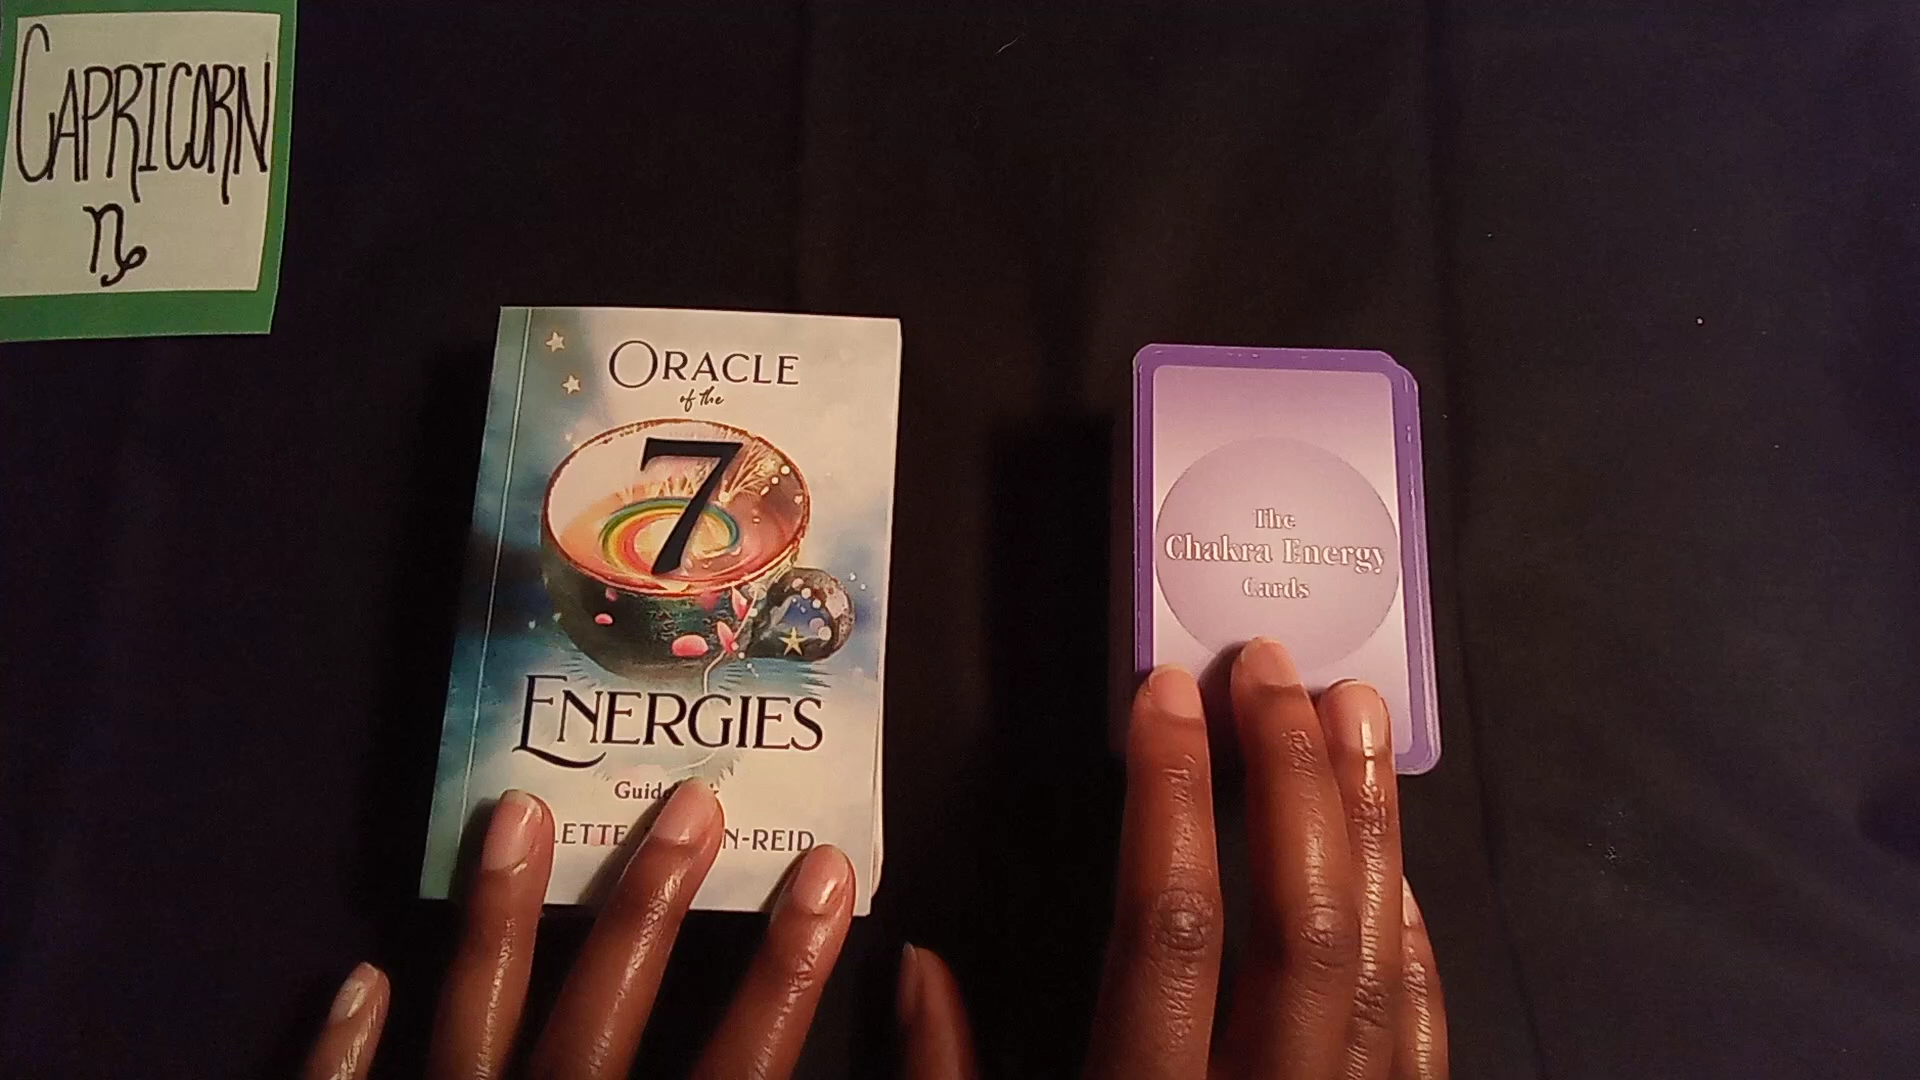 CAPRICORN
♑
ORACLE
of the
7
ENERGIES
The
Chakra Energy
Cards